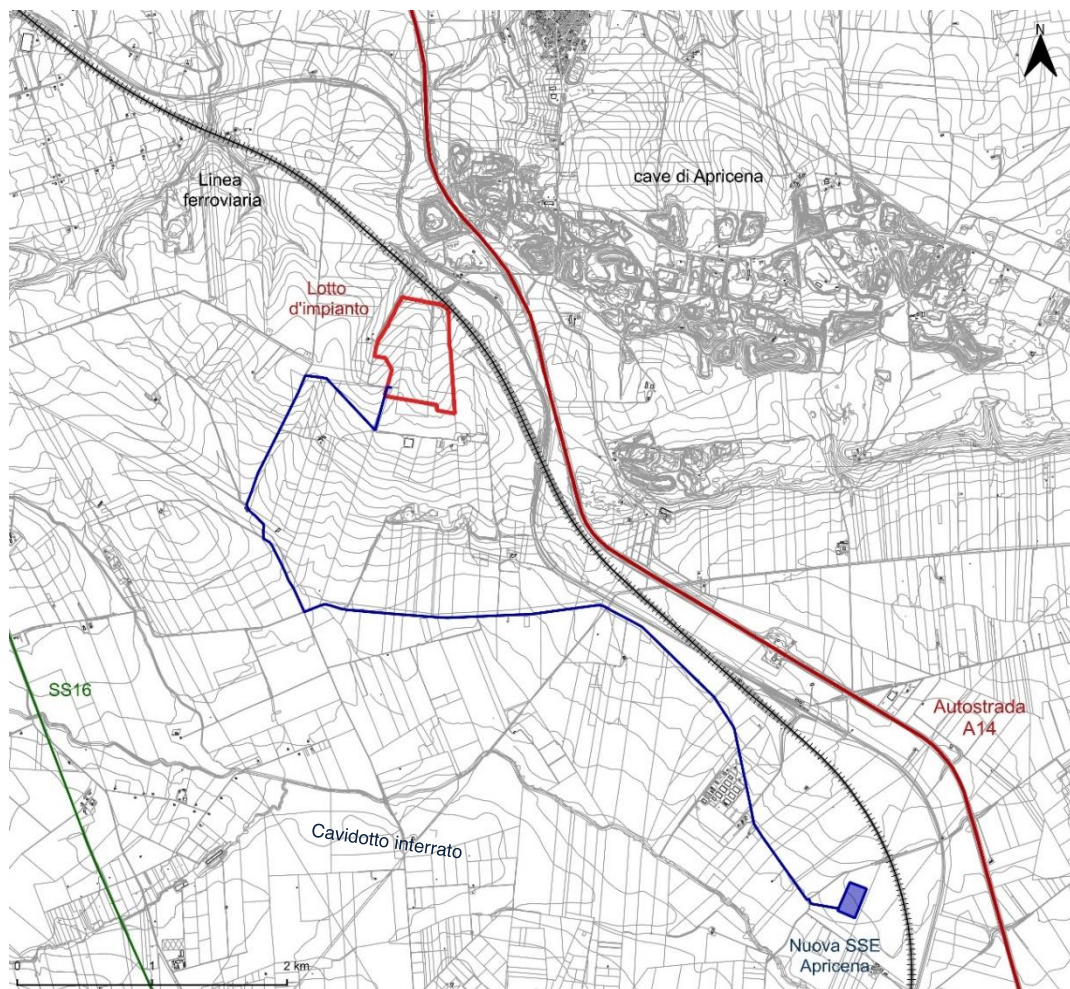 N
cave di Apricena
Linea
ferroviaria
Lotto
d'impianto
SS16
Autostrada
A14
Cavidotto interrato
Nuova SSE
Apricena
0 1 2 km